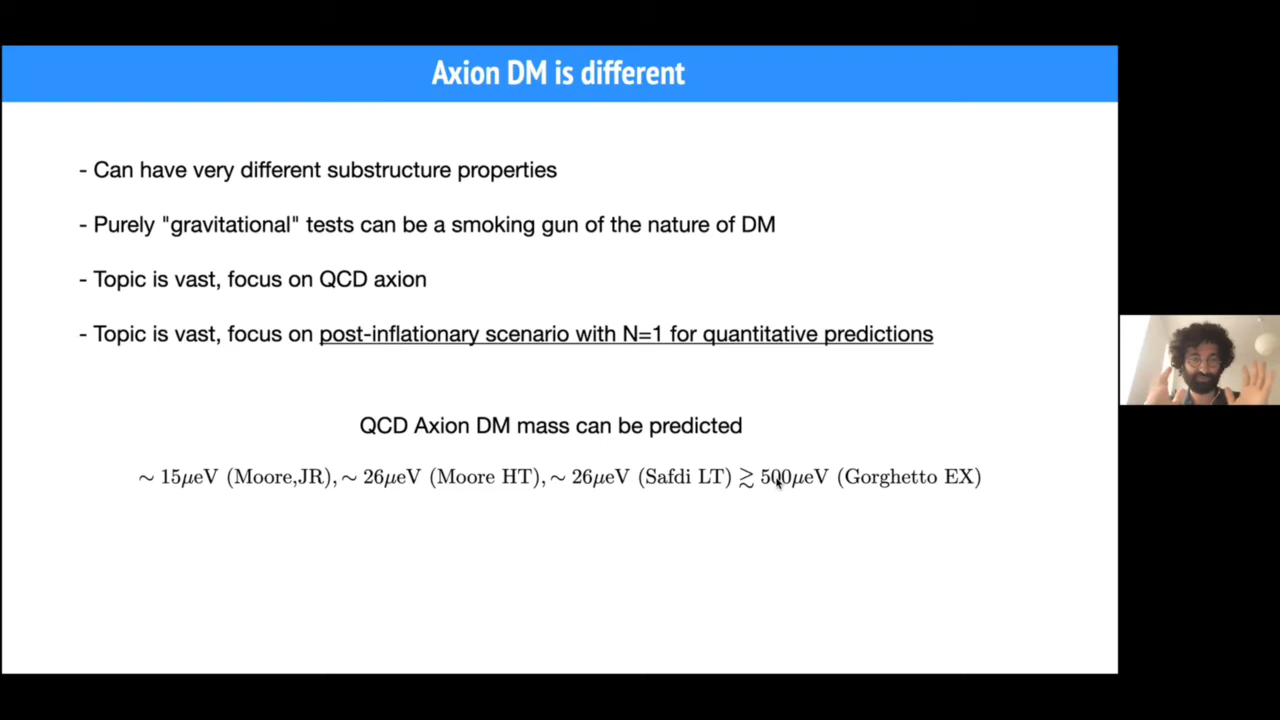 Axion DM is different
- Can have very different substructure properties
- Purely "gravitational" tests can be a smoking gun of the nature of DM
- Topic is vast, focus on QCD axion
- Topic is vast, focus on post-inflationary scenario with N=1 for quantitative predictions
QCD Axion DM mass can be predicted
∼ 15μeV (Moore,JR), ∼ 26μeV (Moore HT), ∼ 26μeV (Safdi LT) ≳ 500μeV (Gorghetto EX)